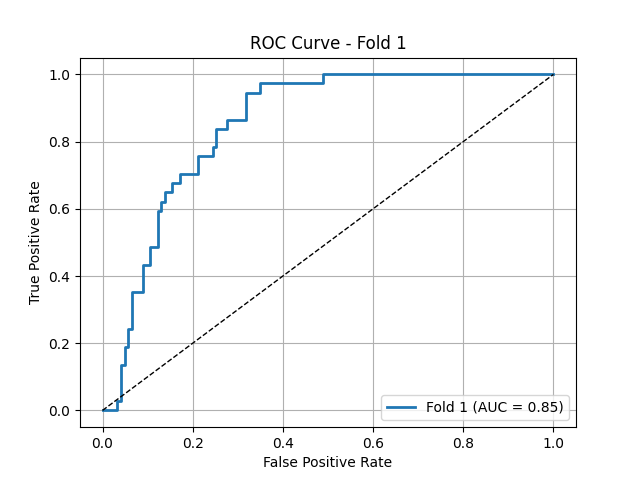 ROC Curve - Fold 1
1.0
0.8
0.6
0.4
0.2
0.0
True Positive Rate
Fold 1 (AUC = 0.85)
0.0 0.2 0.4 0.6 0.8 1.0
False Positive Rate